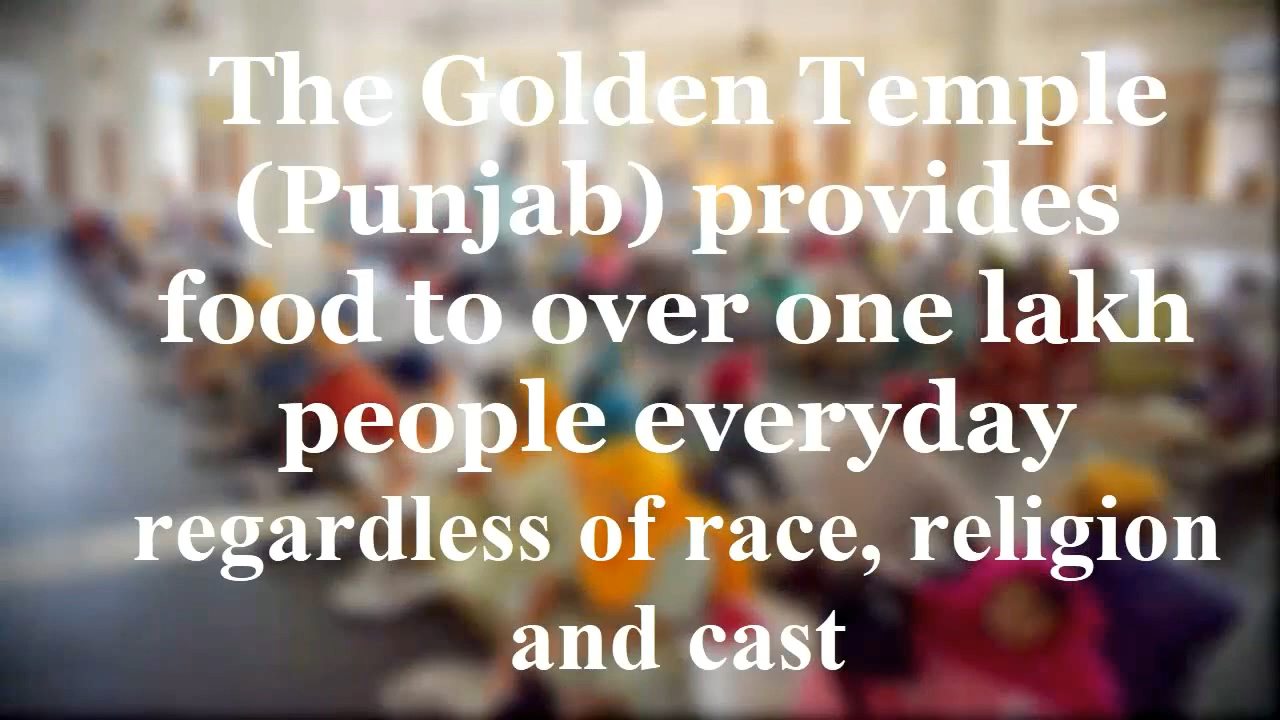 The Golden Temple
(Punjab) provides
food to over one lakh
people everyday
regardless of race, religion
and cast